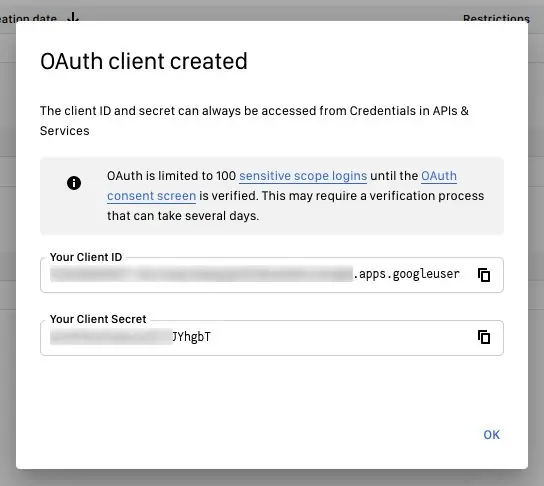 eation date
Restrictions
OAuth client created
The client ID and secret can always be accessed from Credentials in APIs &
Services
OAuth is limited to 100 sensitive scope logins until the OAuth
consent screen is verified. This may require a verification process
that can take several days.
Your Client ID
.apps.googleuser
Your Client Secret
JYhgbT
OK